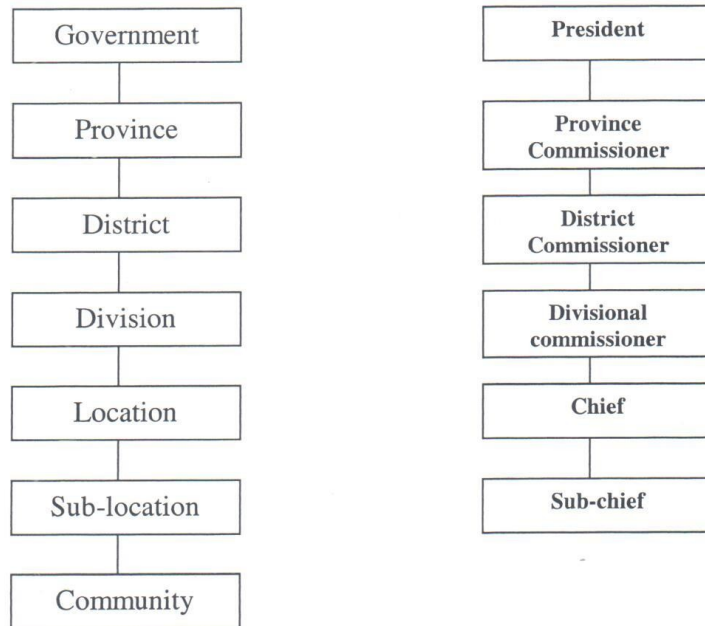 Government
Province
District
Division
Location
Sub-location
Community
President
Province
Commissioner
District
Commissioner
Divisional
commissioner
Chief
Sub-chief